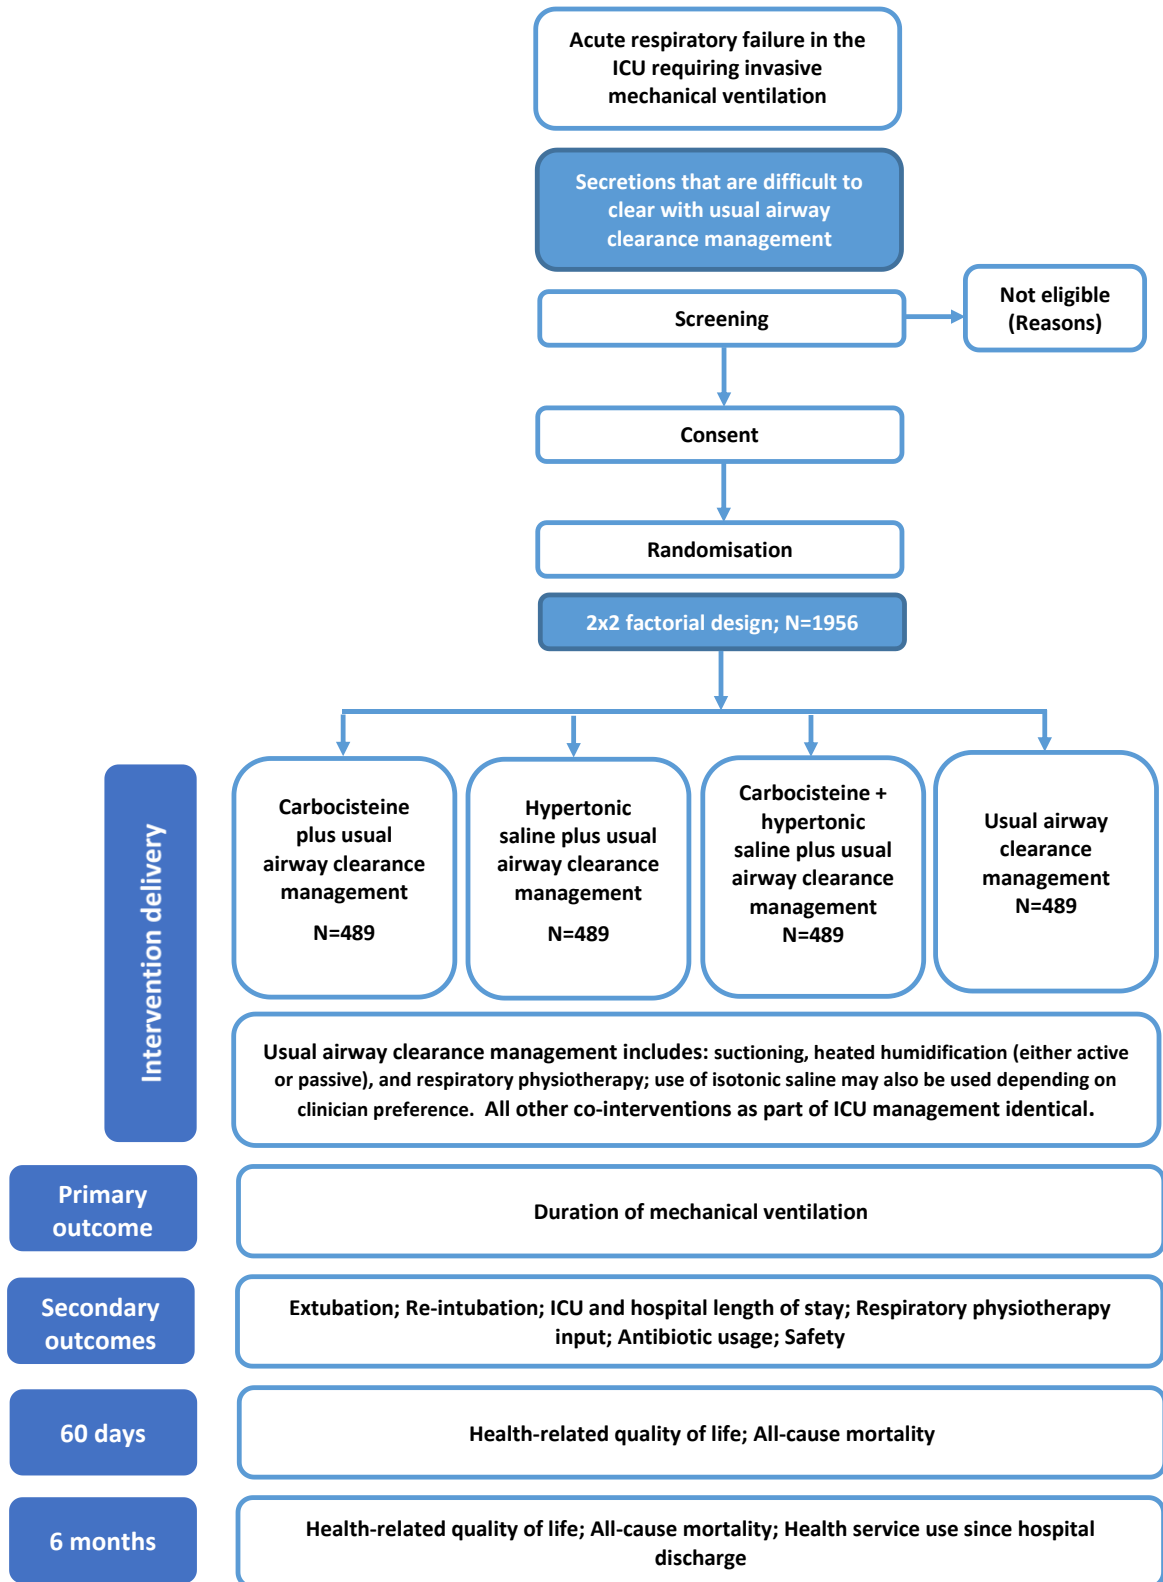 Acute respiratory failure in the
ICU requiring invasive
mechanical ventilation
Secretions that are difficult to
clear with usual airway
clearance management
Screening
Not eligible
(Reasons)
Consent
Randomisation
2x2 factorial design; N=1956
Intervention delivery
Carbocisteine
plus usual
airway clearance
management
N=489
Hypertonic
saline plus usual
airway clearance
management
N=489
Carbocisteine +
hypertonic
saline plus usual
airway clearance
management
N=489
Usual airway
clearance
management
N=489
Usual airway clearance management includes: suctioning, heated humidification (either active
or passive), and respiratory physiotherapy; use of isotonic saline may also be used depending on
clinician preference. All other co-interventions as part of ICU management identical.
Primary
outcome
Duration of mechanical ventilation
Secondary
outcomes
Extubation; Re-intubation; ICU and hospital length of stay; Respiratory physiotherapy
input; Antibiotic usage; Safety
60 days
Health-related quality of life; All-cause mortality
6 months
Health-related quality of life; All-cause mortality; Health service use since hospital
discharge